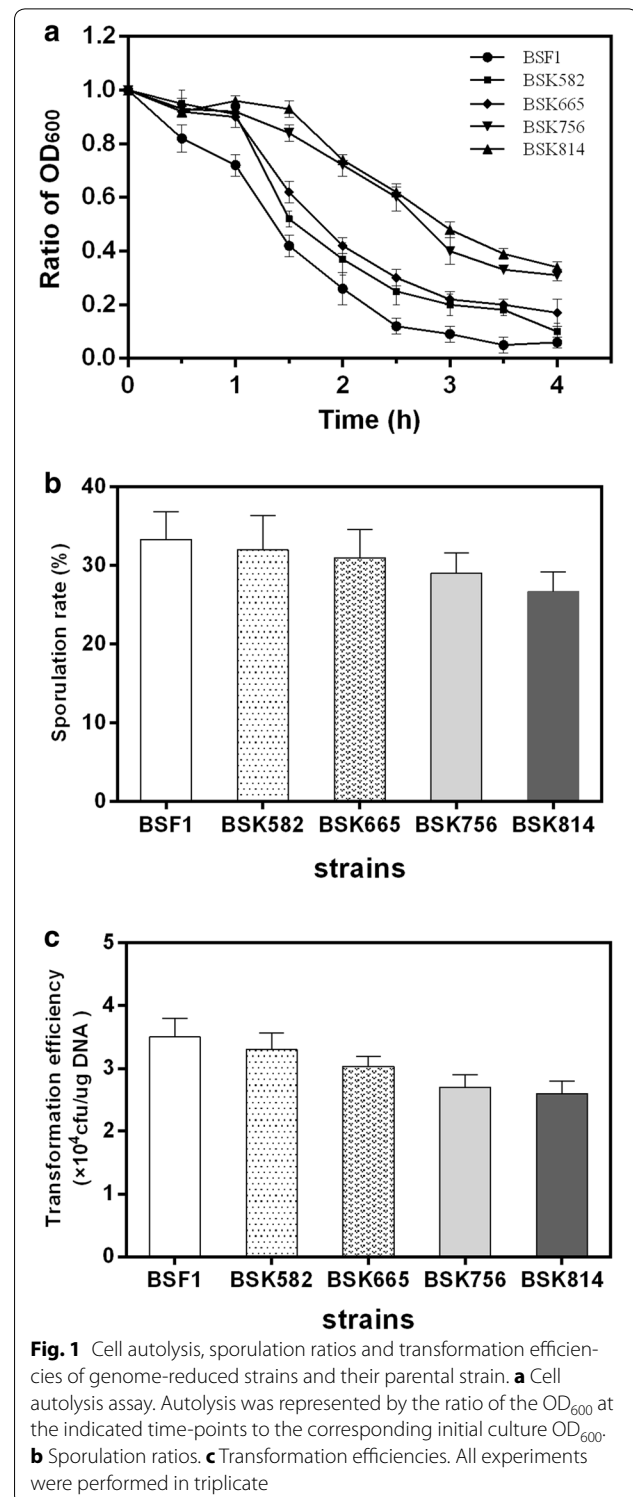 a
1.2
1.0
0.8
0.6
0.4
0.2
0.0
Ratio of OD600
0 1 2 3 4
Time (h)
BSF1
BSK582
BSK665
BSK756
BSK814
b
40
30
20
10
0
Sporulation rate (%)
BSF1 BSK582 BSK665 BSK756 BSK814
strains
c
5
4
3
2
1
0
Transformation efficiency
(×10⁴cfu/ug DNA )
BSF1 BSK582 BSK665 BSK756 BSK814
strains
Fig. 1 Cell autolysis, sporulation ratios and transformation efficien-
cies of genome-reduced strains and their parental strain. a Cell
autolysis assay. Autolysis was represented by the ratio of the OD600 at
the indicated time-points to the corresponding initial culture OD600.
b Sporulation ratios. c Transformation efficiencies. All experiments
were performed in triplicate